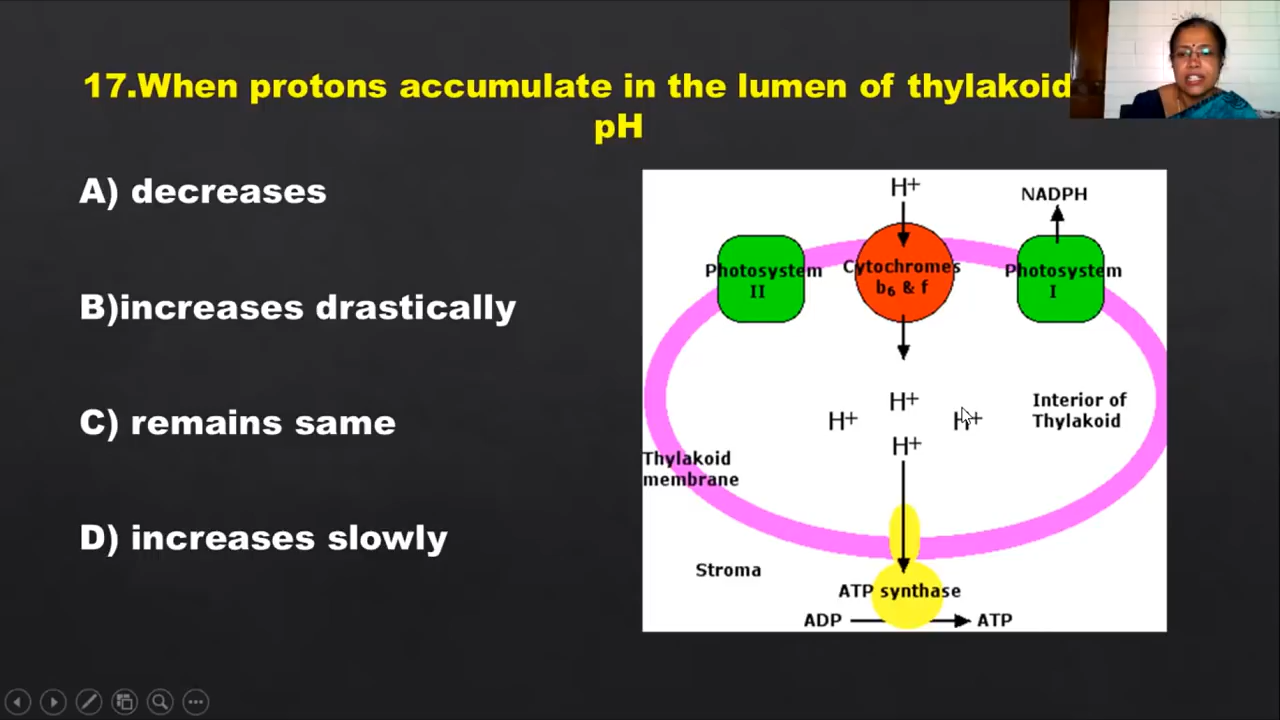 17.When protons accumulate in the lumen of thylakoid
pH
A) decreases
B)increases drastically
C) remains same
D) increases slowly
H+
NADPH
Photosystem
II
Cytochromes
b6 & f
Photosystem
I
H+
H+
H+
H+
Interior of
Thylakoid
Thylakoid
membrane
Stroma
ATP synthase
ADP
ATP